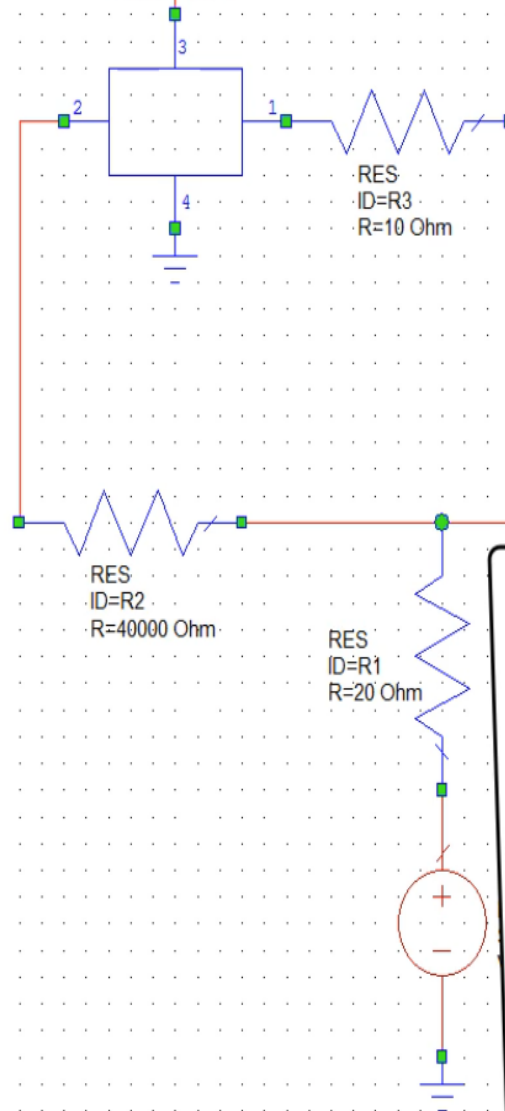 3
2
1
RES
ID=R3
R=10 Ohm
4
RES
ID=R2
R=40000 Ohm
RES
ID=R1
R=20 Ohm
+
−